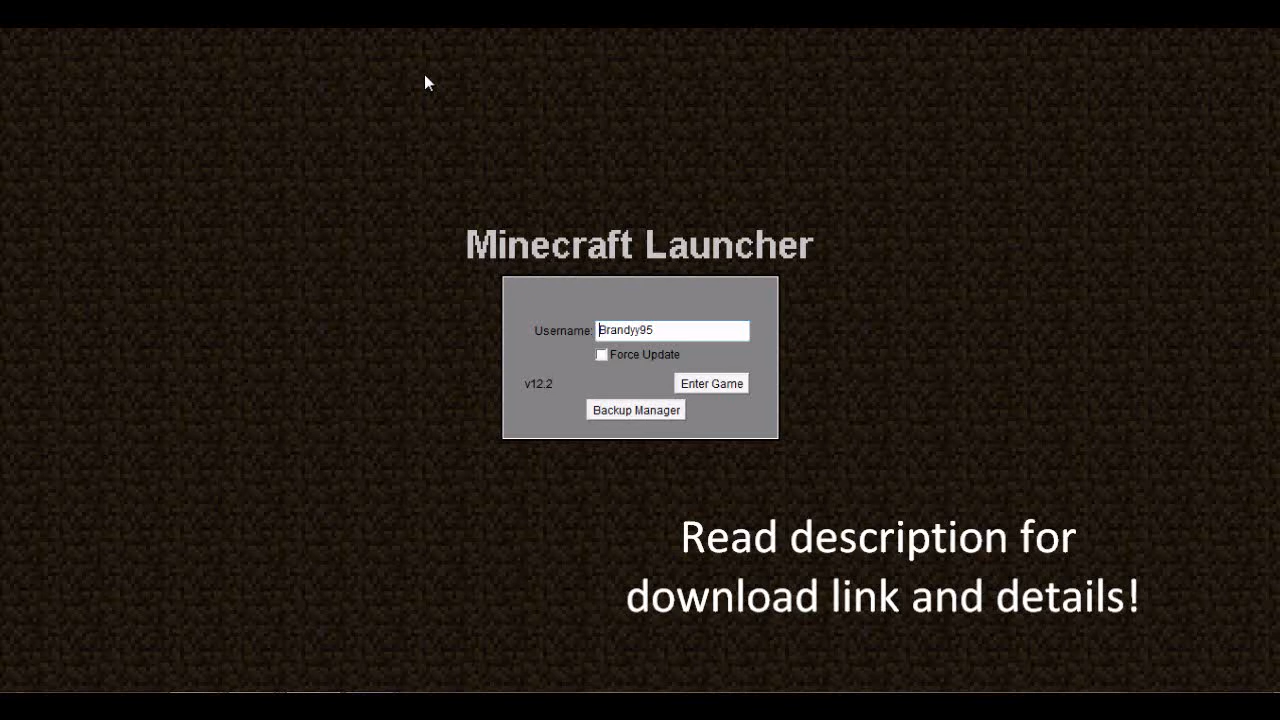 Minecraft Launcher
Username: Brandyy95
Force Update
v12.2 Enter Game
Backup Manager
Read description for
download link and details!